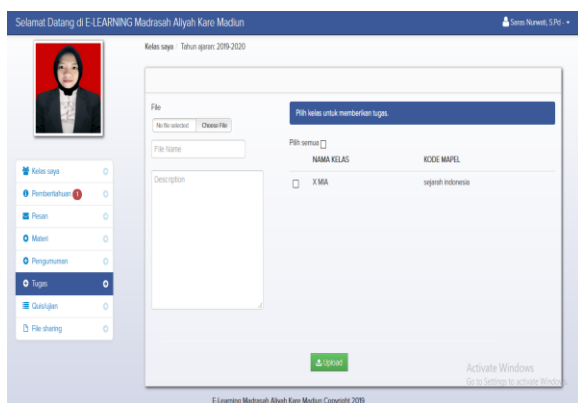 Selamat Datang di E-LEARNING Madrasah Aliyah Kare Madiun
Saras Nurwati, S.Pd -
Kelas saya / Tahun ajaran: 2019-2020
File
No file selected Choose File
File Name
Description
Pilih kelas untuk memberikan tugas.
Pilih semua
NAMA KELAS KODE MAPEL
X MIA sejarah indonesia
Kelas saya
Pemberitahuan 1
Pesan
Materi
Pengumuman
Tugas
Quis/ujian
File sharing
Upload
Activate Windows
Go to Settings to activate Windows.
E-Learning Madrasah Aliyah Kare Madiun Copyright 2019